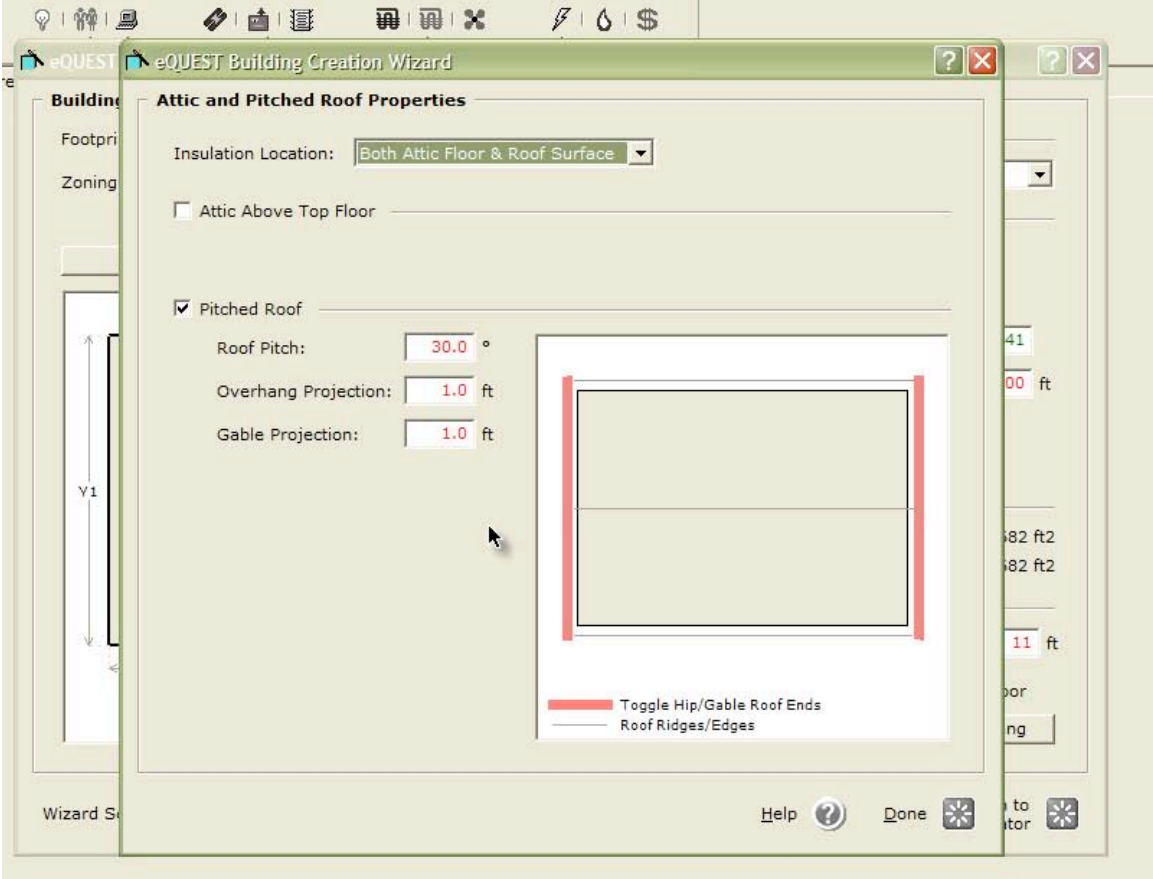 eQUEST
eQUEST Building Creation Wizard
Building
Attic and Pitched Roof Properties
Footpri
Insulation Location: Both Attic Floor & Roof Surface
Zoning
Attic Above Top Floor
Pitched Roof
Roof Pitch: 30.0 °
41
Overhang Projection: 1.0 ft
00 ft
Gable Projection: 1.0 ft
Y1
82 ft2
82 ft2
11 ft
Toggle Hip/Gable Roof Ends
oor
Roof Ridges/Edges
ng
Wizard Sc
Help
Done
to
tor